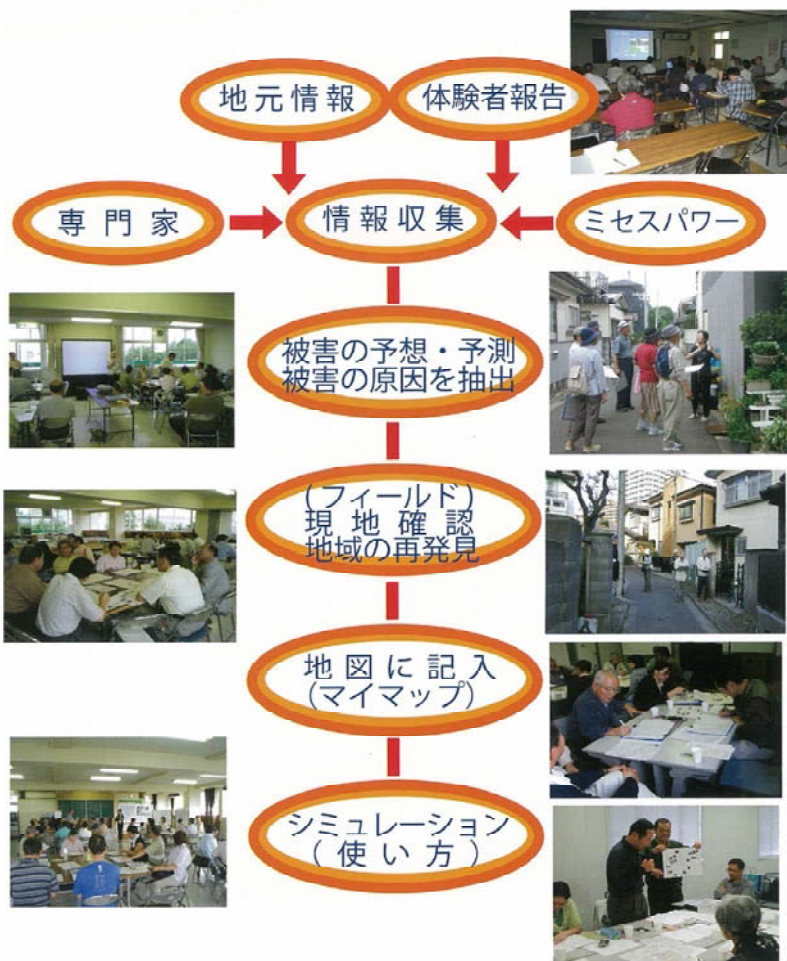 地元情報
体験者報告
専門家
情報収集
ミセスパワー
被害の予想・予測
被害の原因を抽出
(フィールド)
現地確認
地域の再発見
地図に記入
(マイマップ)
シミュレーション
(使い方)